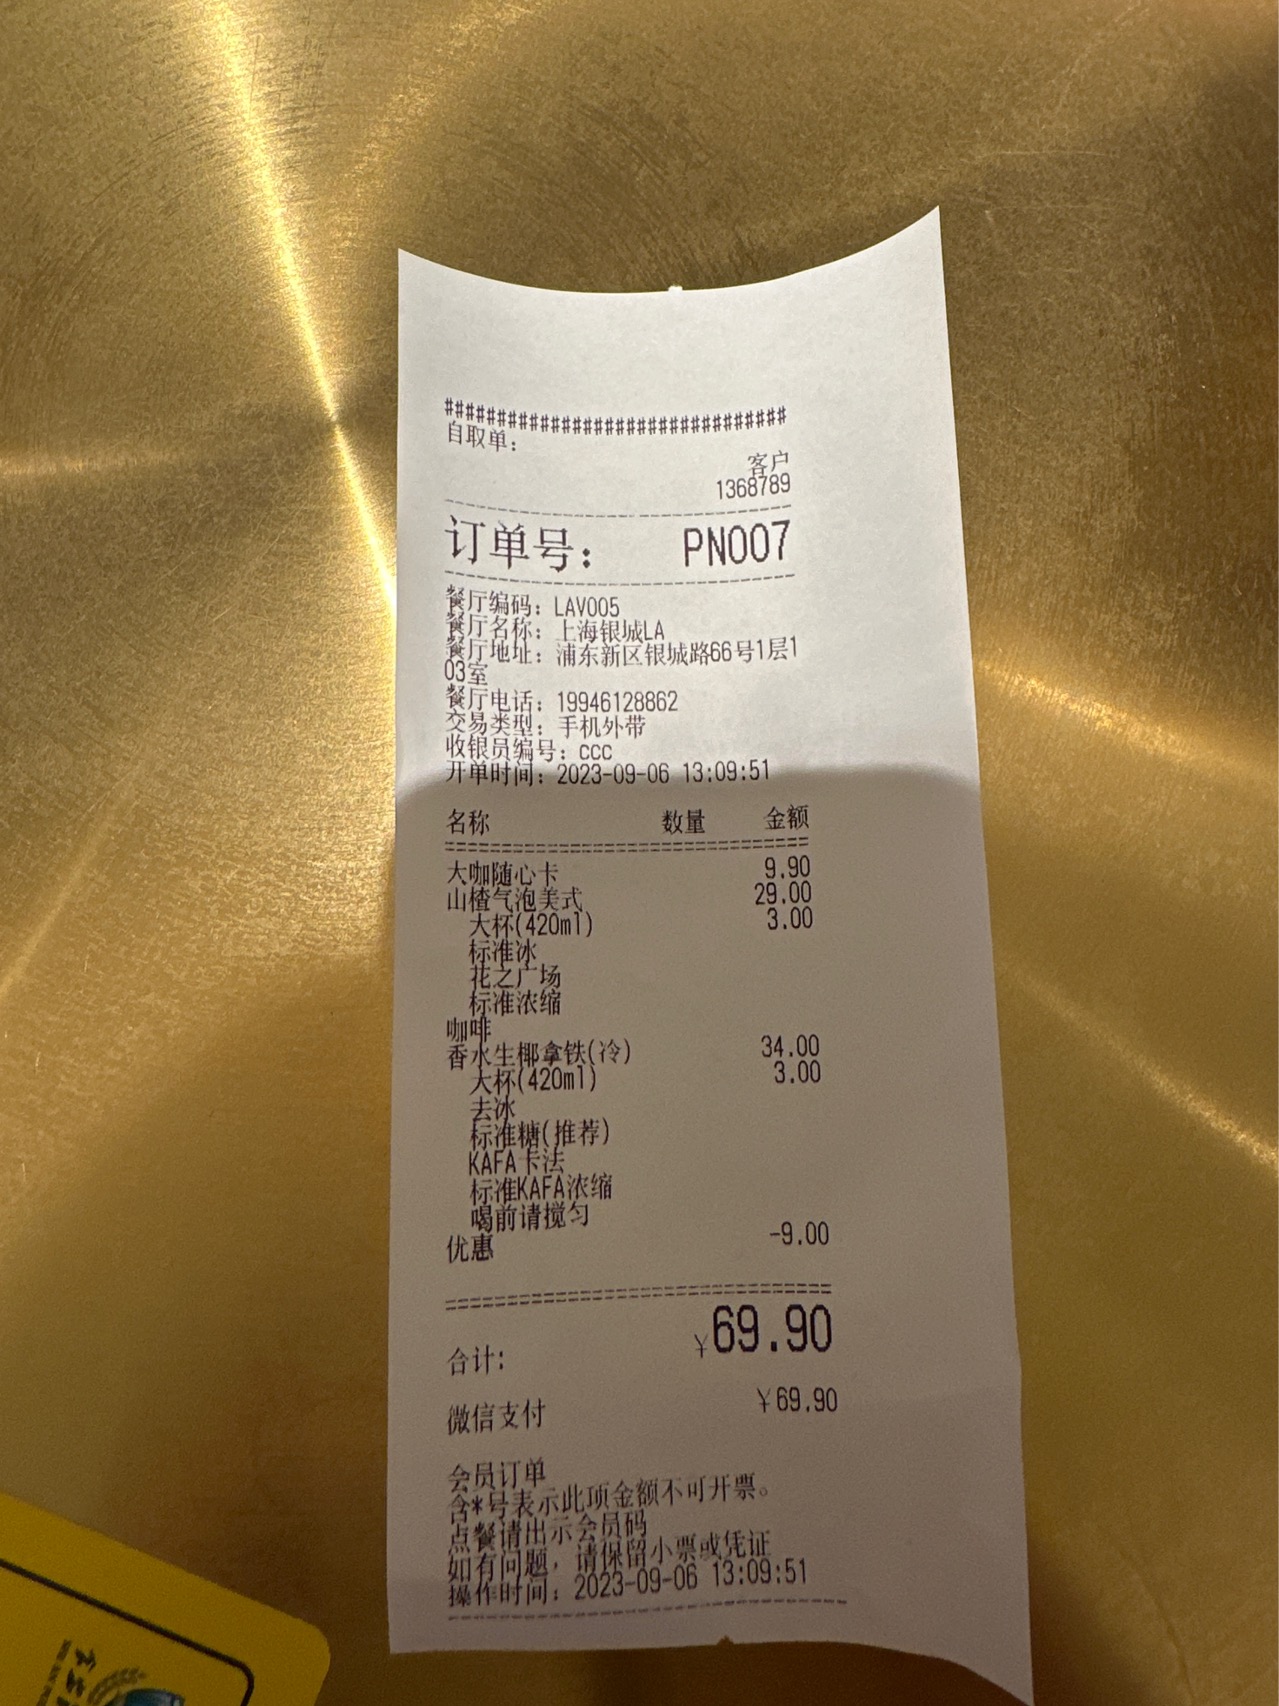 ################################
自取单：
客户
1368789
订单号： PN007
餐厅编码：LAV005
餐厅名称：上海银城LA
餐厅地址：浦东新区银城路66号1层1
03室
餐厅电话：19946128862
交易类型：手机外带
收银员编号：ccc
开单时间：2023-09-06 13:09:51
名称 数量 金额
大咖随心卡 9.90
山楂气泡美式 29.00
大杯(420ml) 3.00
标准冰
花之广场
标准浓缩
咖啡
香水生椰拿铁(冷) 34.00
大杯(420ml) 3.00
去冰
标准糖(推荐)
KAFA卡法
标准KAFA浓缩
喝前请搅匀
优惠 -9.00
合计: ¥69.90
微信支付 ¥69.90
会员订单
含*号表示此项金额不可开票。
点餐请出示会员码
如有问题，请保留小票或凭证
操作时间：2023-09-06 13:09:51